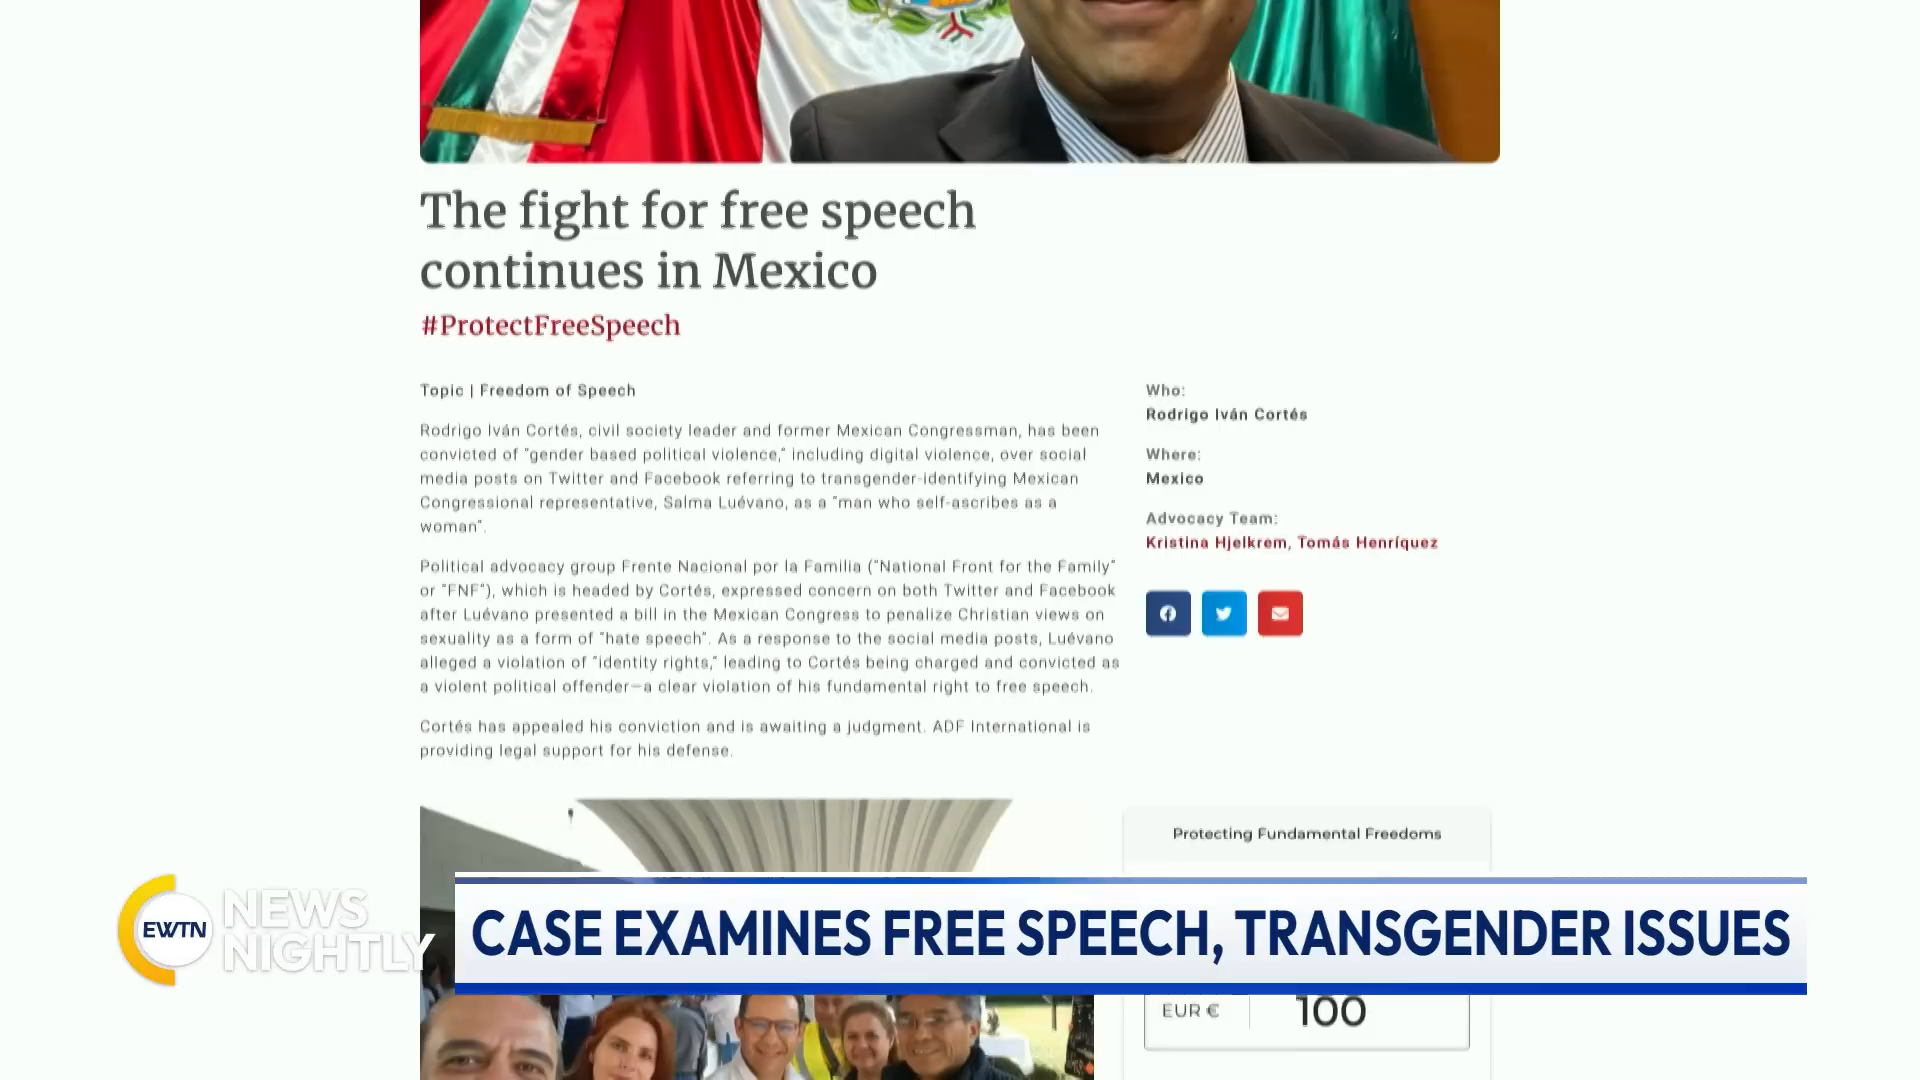 The fight for free speech
continues in Mexico
#ProtectFreeSpeech
Topic | Freedom of Speech
Rodrigo Iván Cortés, civil society leader and former Mexican Congressman, has been
convicted of "gender based political violence," including digital violence, over social
media posts on Twitter and Facebook referring to transgender-identifying Mexican
Congressional representative, Salma Luévano, as a "man who self-ascribes as a
woman".
Political advocacy group Frente Nacional por la Familia ("National Front for the Family"
or "FNF"), which is headed by Cortés, expressed concern on both Twitter and Facebook
after Luévano presented a bill in the Mexican Congress to penalize Christian views on
sexuality as a form of "hate speech". As a response to the social media posts, Luévano
alleged a violation of "identity rights," leading to Cortés being charged and convicted as
a violent political offender—a clear violation of his fundamental right to free speech.
Cortés has appealed his conviction and is awaiting a judgment. ADF International is
providing legal support for his defense.
Who:
Rodrigo Iván Cortés
Where:
Mexico
Advocacy Team:
Kristina Hjelkrem, Tomás Henríquez
Protecting Fundamental Freedoms
EWTN NEWS
NIGHTLY
CASE EXAMINES FREE SPEECH, TRANSGENDER ISSUES
EUR € 100